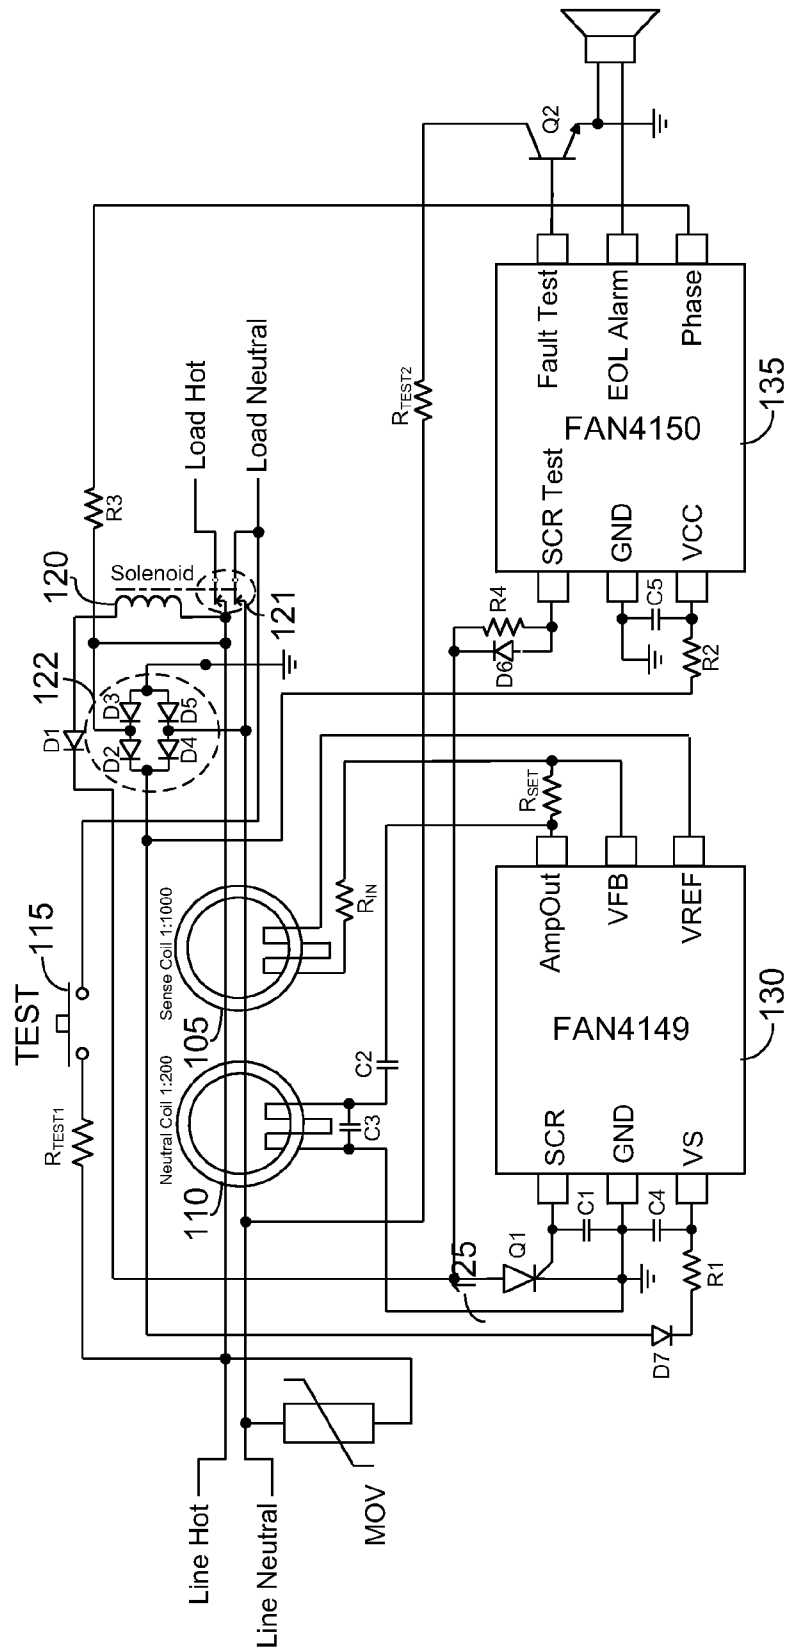 TEST
115
RTEST1
Neutral Coil 1:200
Sense Coil 1:1000
110
105
Line Hot
Line Neutral
MOV
D1
122
D2
D3
D4
D5
120
Solenoid
121
R3
Load Hot
Load Neutral
C3
C2
RIN
RTEST2
125
Q1
D7
R1
C1
C4
SCR
GND
VS
FAN4149
AmpOut
VFB
VREF
130
RSET
D6
R4
R2
C5
SCR Test
GND
VCC
FAN4150
Fault Test
EOL Alarm
Phase
135
Q2